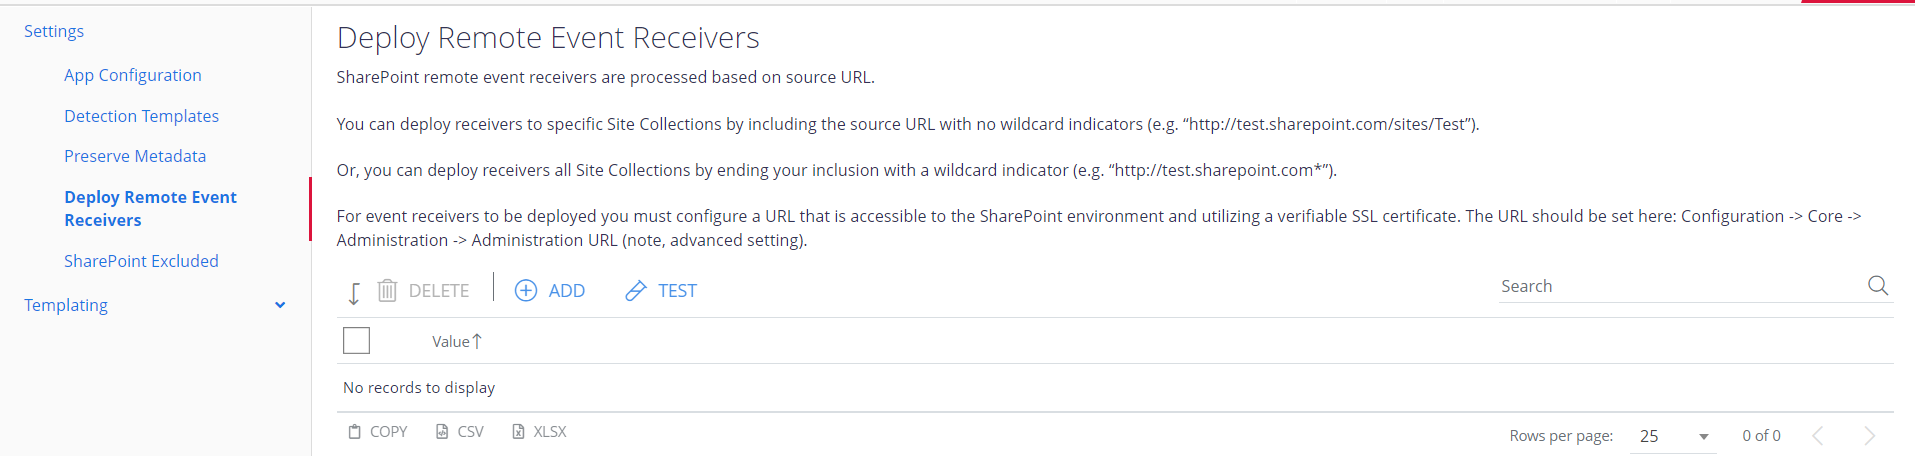 Settings
App Configuration
Detection Templates
Preserve Metadata
Deploy Remote Event
Receivers
SharePoint Excluded
Templating
Deploy Remote Event Receivers
SharePoint remote event receivers are processed based on source URL.
You can deploy receivers to specific Site Collections by including the source URL with no wildcard indicators (e.g. “http://test.sharepoint.com/sites/Test”).
Or, you can deploy receivers all Site Collections by ending your inclusion with a wildcard indicator (e.g. “http://test.sharepoint.com*”).
For event receivers to be deployed you must configure a URL that is accessible to the SharePoint environment and utilizing a verifiable SSL certificate. The URL should be set here: Configuration -> Core ->
Administration -> Administration URL (note, advanced setting).
DELETE ADD TEST Search
Value↑
No records to display
COPY CSV XLSX
Rows per page: 25 0 of 0